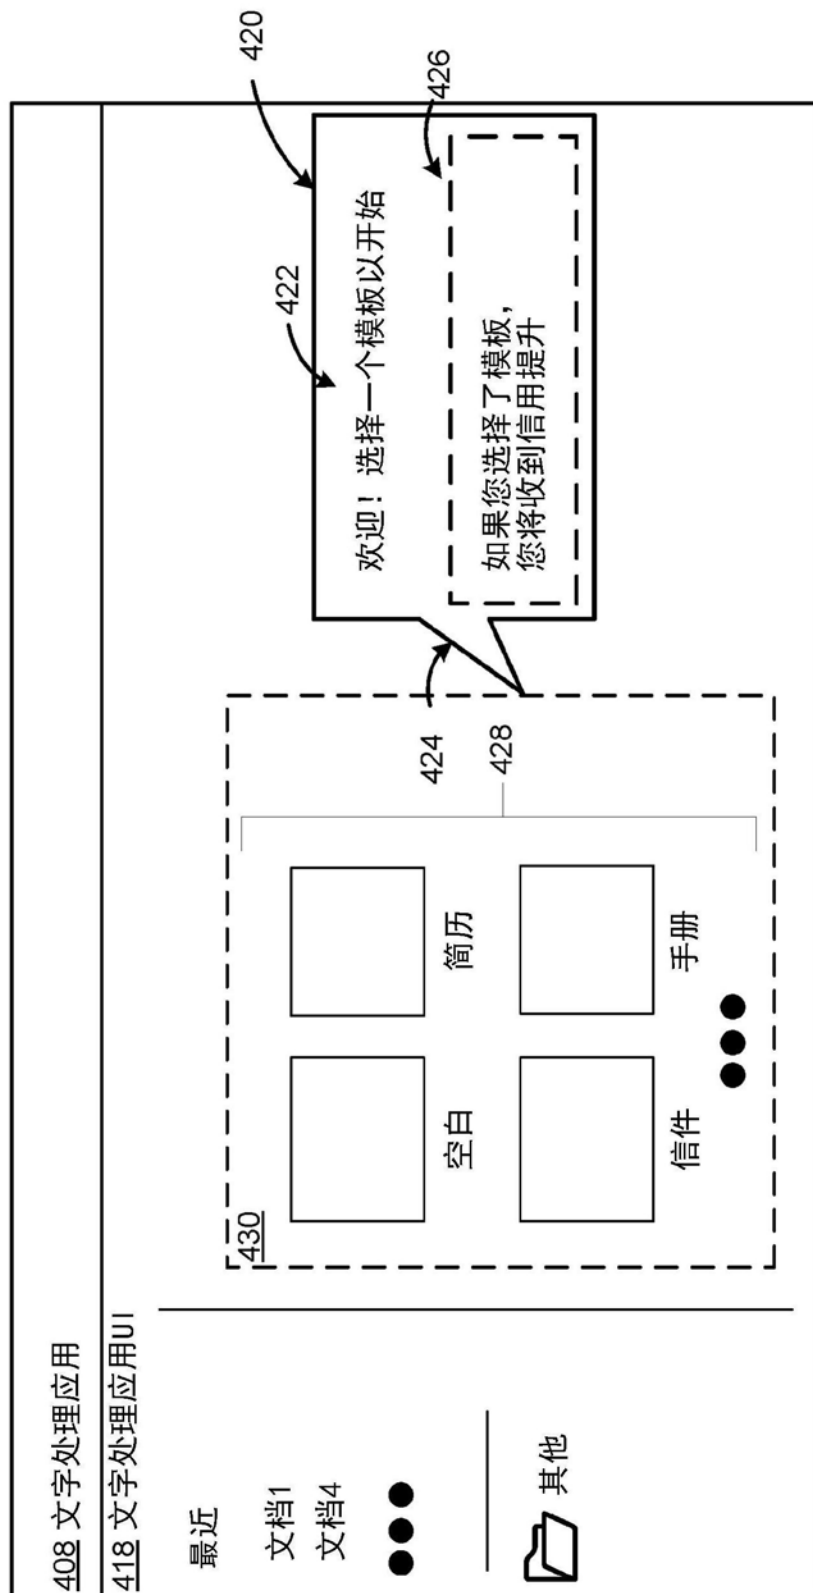 408 文字处理应用
418 文字处理应用UI
最近
文档1
文档4
其他
430
空白
简历
信件
手册
428
424
420
422
欢迎！选择一个模板以开始
426
如果您选择了模板，
您将收到信用提升